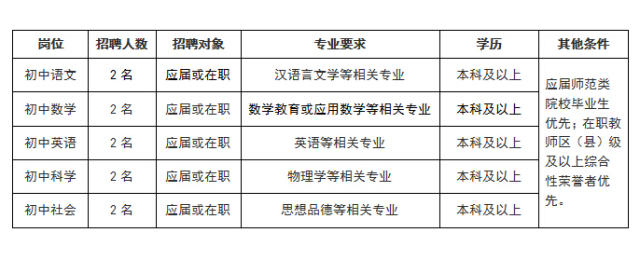 岗位 招聘人数 招聘对象 专业要求 学历 其他条件
初中语文 2 名 应届或在职 汉语言文学等相关专业 本科及以上
初中数学 2 名 应届或在职 数学教育或应用数学等相关专业 本科及以上
初中英语 2 名 应届或在职 英语等相关专业 本科及以上
初中科学 2 名 应届或在职 物理学等相关专业 本科及以上
初中社会 2 名 应届或在职 思想品德等相关专业 本科及以上
应届师范类
院校毕业生
优先；在职教
师区（县）级
及以上综合
性荣誉者优
先。